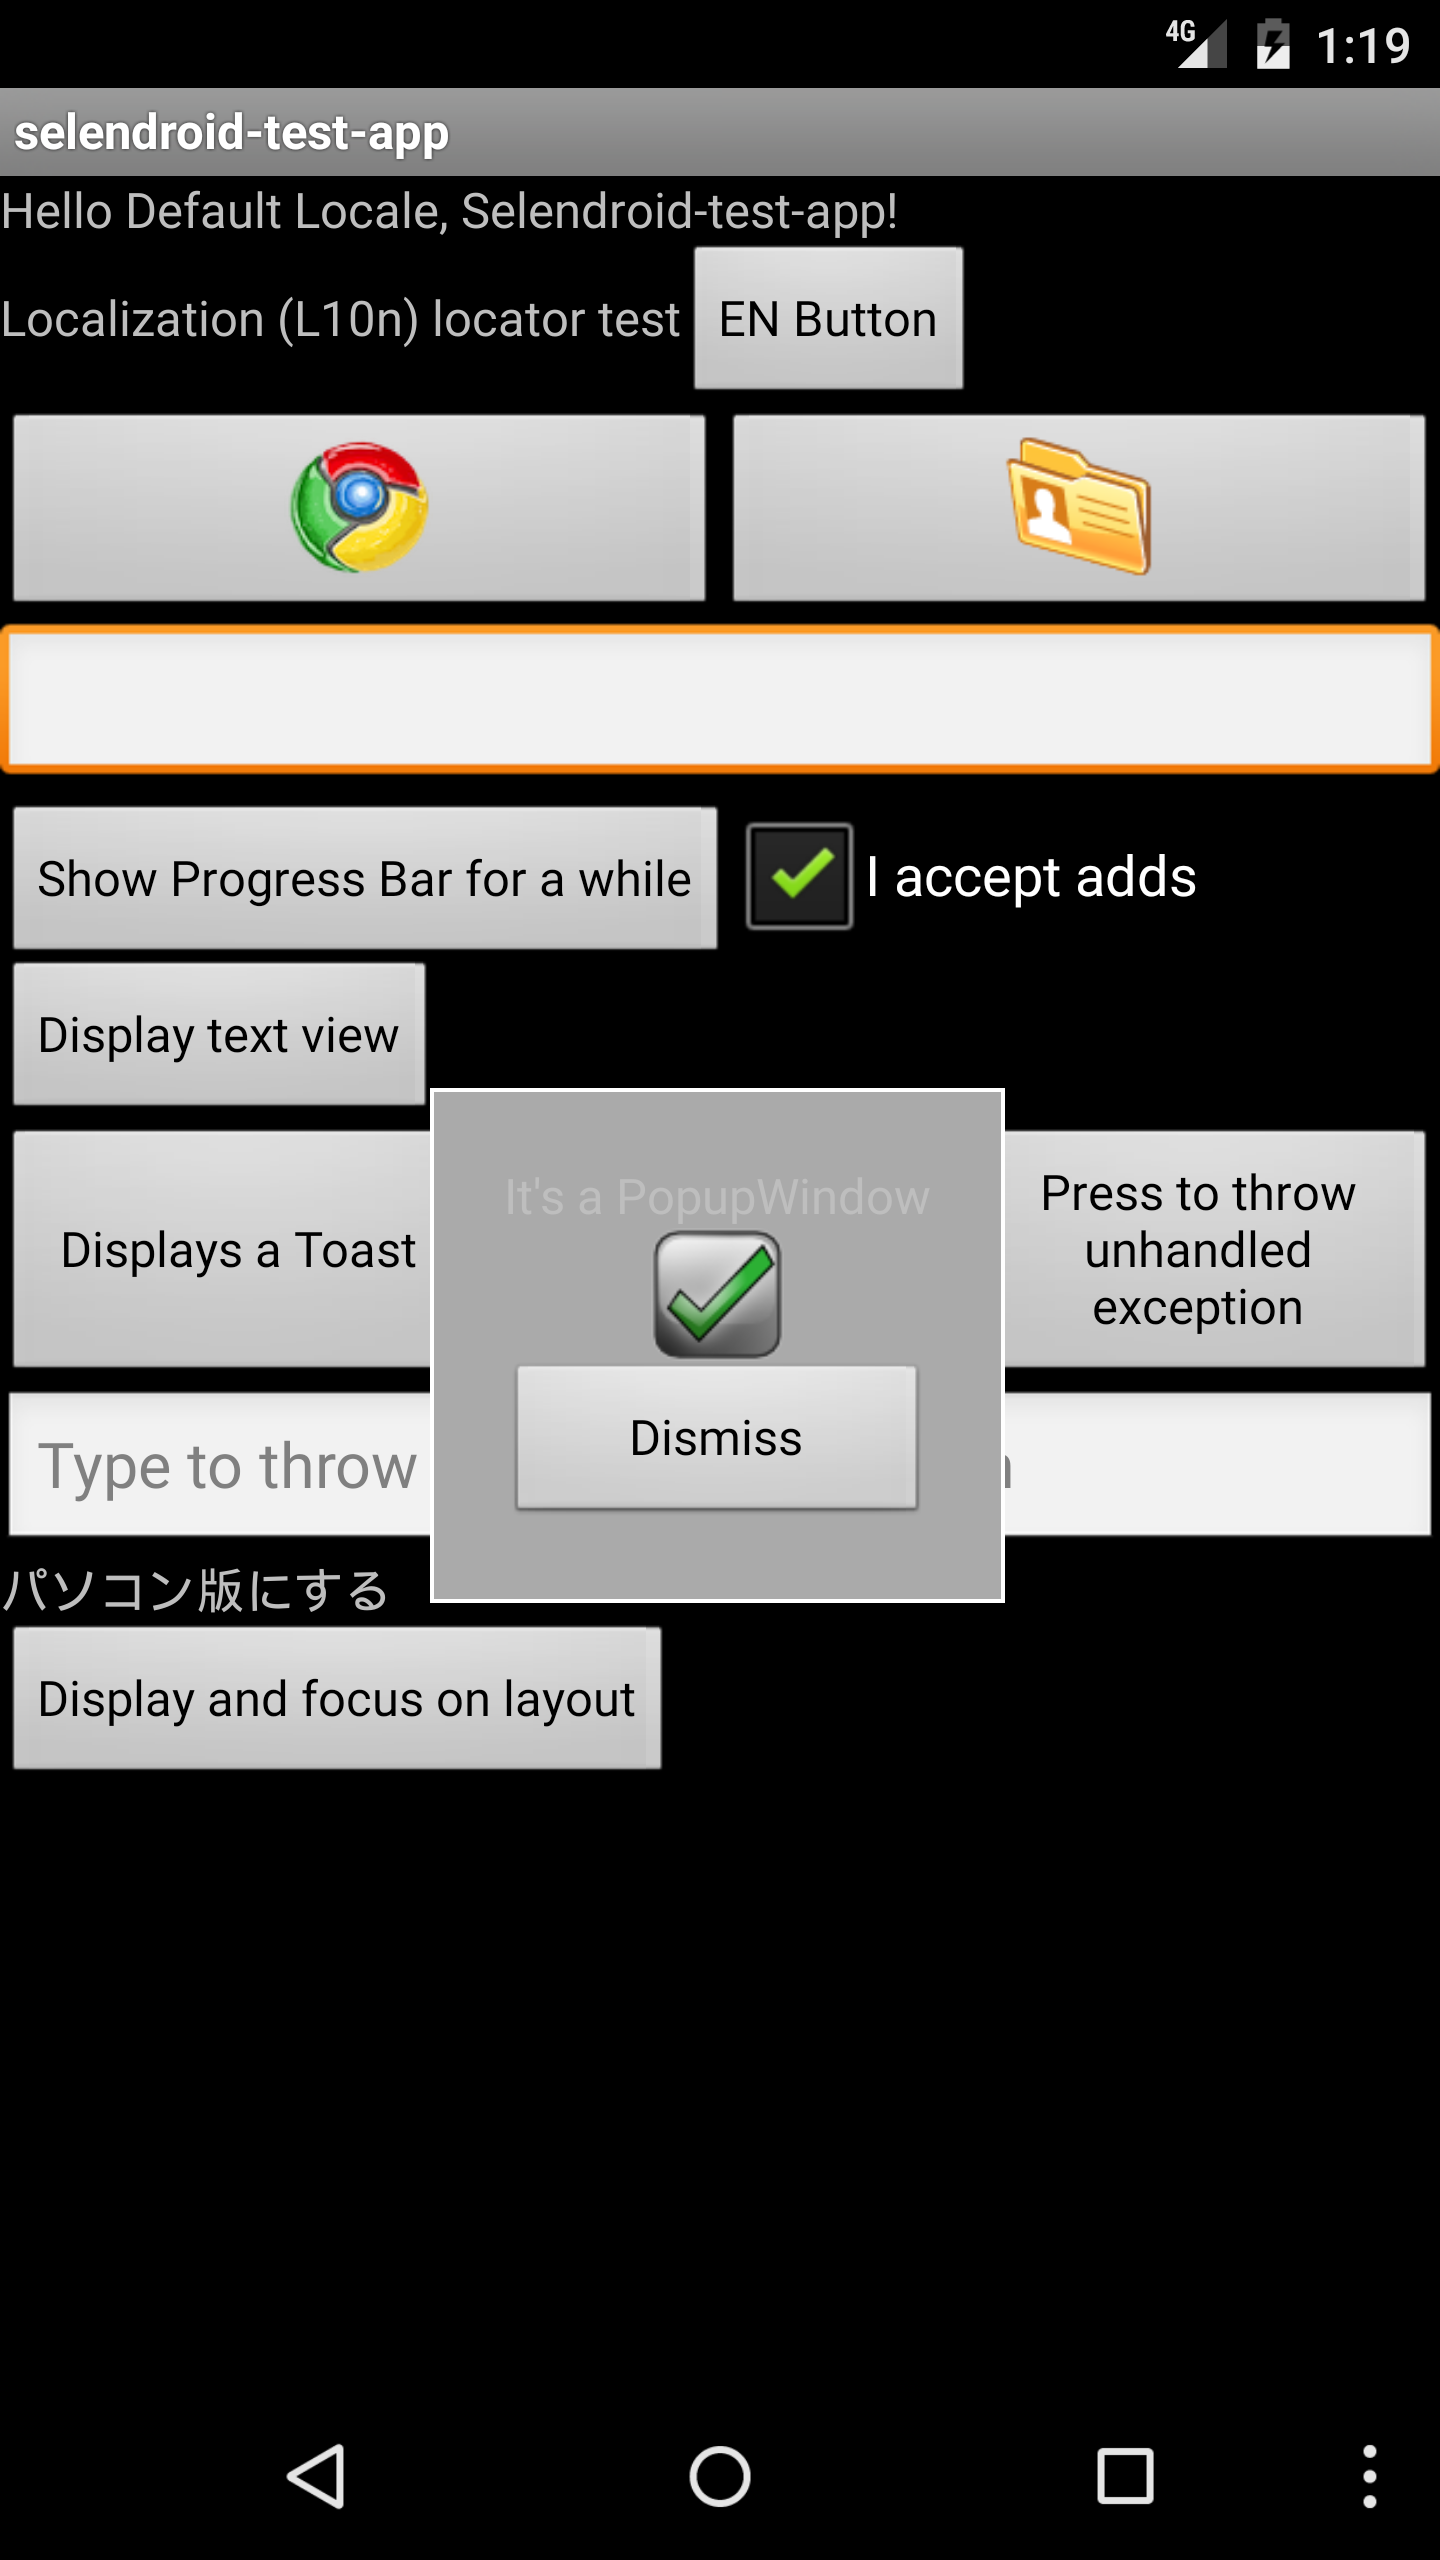 4G 1:19
selendroid-test-app
Hello Default Locale, Selendroid-test-app!
Localization (L10n) locator test EN Button
Show Progress Bar for a while I accept adds
Display text view
It's a PopupWindow
Displays a Toast
Press to throw
unhandled
exception
Dismiss
Type to throw
パソコン版にする
Display and focus on layout